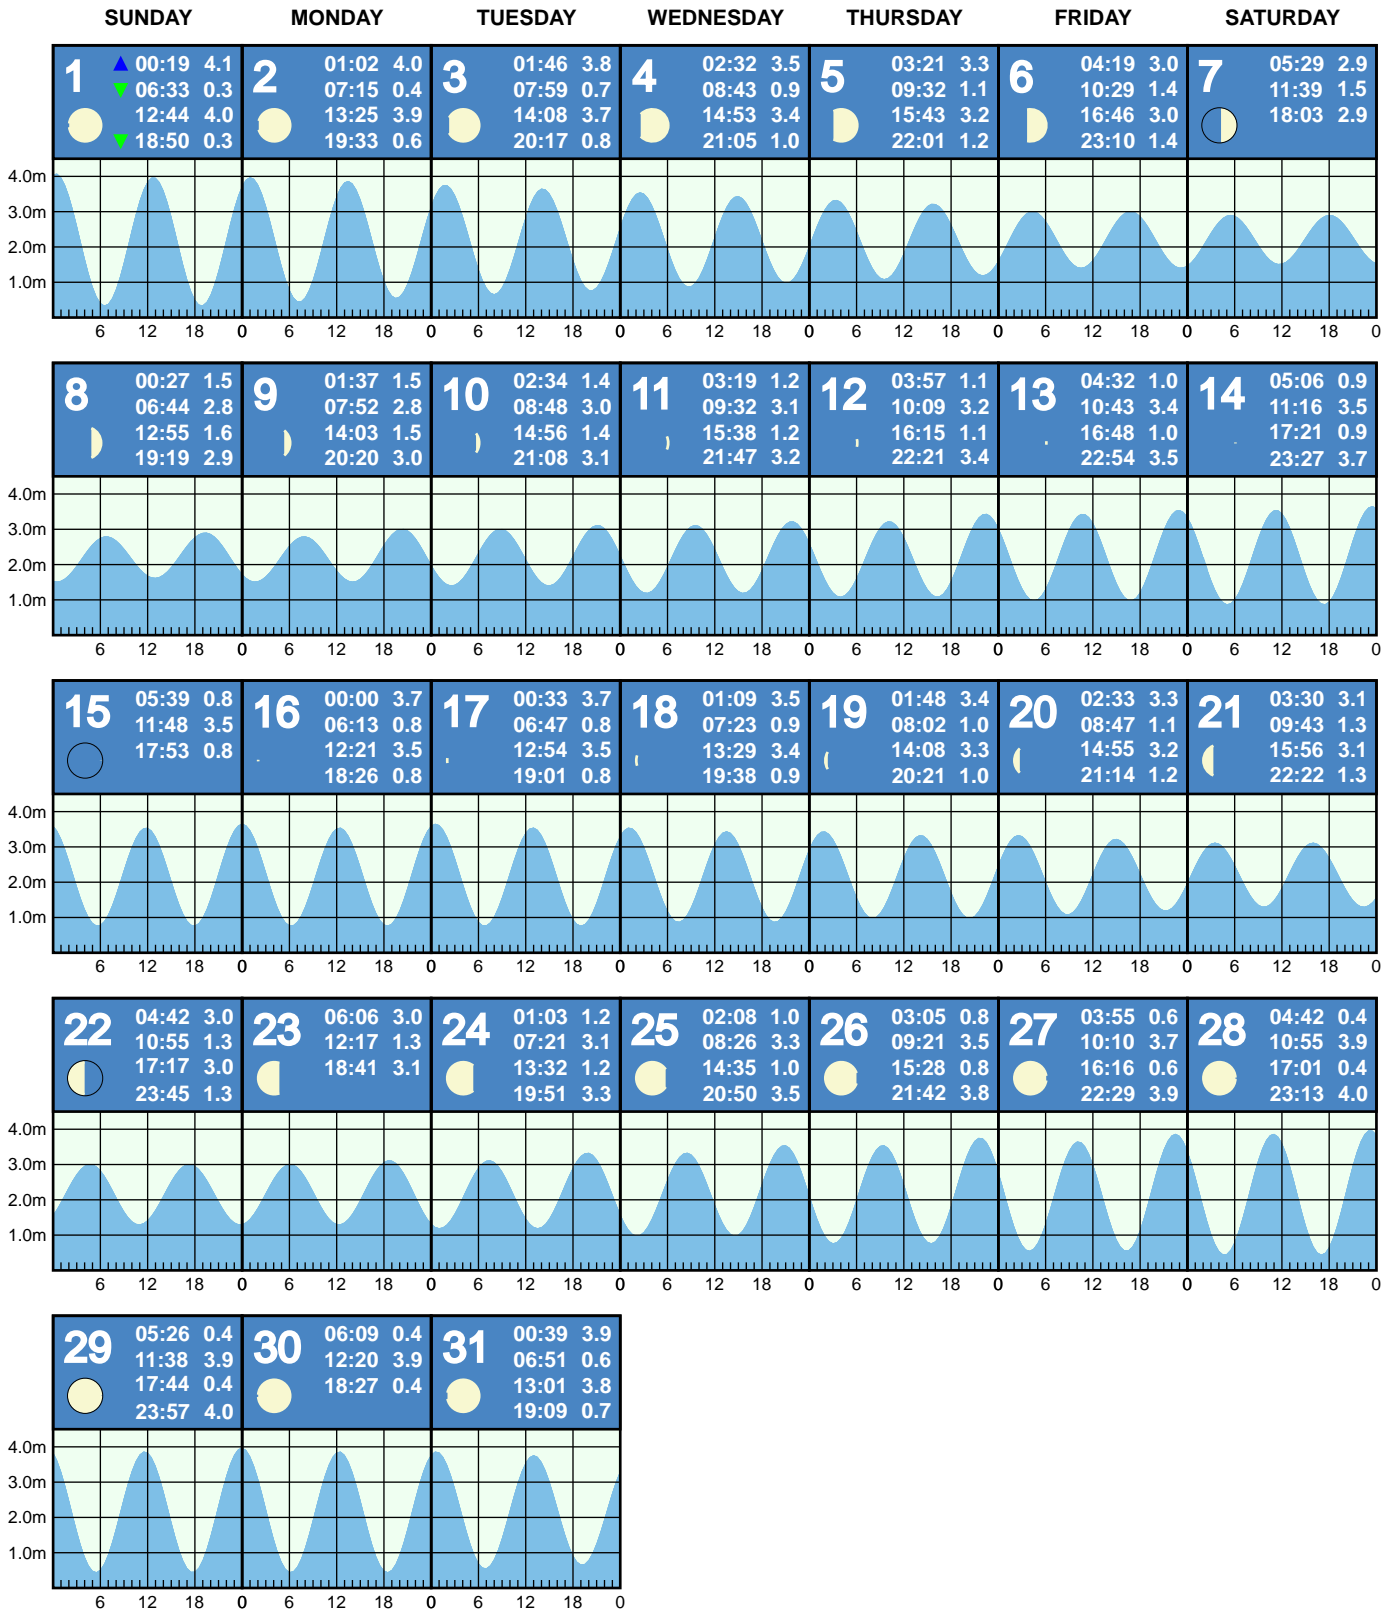 SUNDAY MONDAY TUESDAY WEDNESDAY THURSDAY FRIDAY SATURDAY
1 00:19 4.1
06:33 0.3
12:44 4.0
18:50 0.3
2 01:02 4.0
07:15 0.4
13:25 3.9
19:33 0.6
3 01:46 3.8
07:59 0.7
14:08 3.7
20:17 0.8
4 02:32 3.5
08:43 0.9
14:53 3.4
21:05 1.0
5 03:21 3.3
09:32 1.1
15:43 3.2
22:01 1.2
6 04:19 3.0
10:29 1.4
16:46 3.0
23:10 1.4
7 05:29 2.9
11:39 1.5
18:03 2.9
4.0m
3.0m
2.0m
1.0m
6 12 18 0 6 12 18 0 6 12 18 0 6 12 18 0 6 12 18 0 6 12 18 0 6 12 18 0
8 00:27 1.5
06:44 2.8
12:55 1.6
19:19 2.9
9 01:37 1.5
07:52 2.8
14:03 1.5
20:20 3.0
10 02:34 1.4
08:48 3.0
14:56 1.4
21:08 3.1
11 03:19 1.2
09:32 3.1
15:38 1.2
21:47 3.2
12 03:57 1.1
10:09 3.2
16:15 1.1
22:21 3.4
13 04:32 1.0
10:43 3.4
16:48 1.0
22:54 3.5
14 05:06 0.9
11:16 3.5
17:21 0.9
23:27 3.7
4.0m
3.0m
2.0m
1.0m
6 12 18 0 6 12 18 0 6 12 18 0 6 12 18 0 6 12 18 0 6 12 18 0 6 12 18 0
15 05:39 0.8
11:48 3.5
17:53 0.8
16 00:00 3.7
06:13 0.8
12:21 3.5
18:26 0.8
17 00:33 3.7
06:47 0.8
12:54 3.5
19:01 0.8
18 01:09 3.5
07:23 0.9
13:29 3.4
19:38 0.9
19 01:48 3.4
08:02 1.0
14:08 3.3
20:21 1.0
20 02:33 3.3
08:47 1.1
14:55 3.2
21:14 1.2
21 03:30 3.1
09:43 1.3
15:56 3.1
22:22 1.3
4.0m
3.0m
2.0m
1.0m
6 12 18 0 6 12 18 0 6 12 18 0 6 12 18 0 6 12 18 0 6 12 18 0 6 12 18 0
22 04:42 3.0
10:55 1.3
17:17 3.0
23:45 1.3
23 06:06 3.0
12:17 1.3
18:41 3.1
24 01:03 1.2
07:21 3.1
13:32 1.2
19:51 3.3
25 02:08 1.0
08:26 3.3
14:35 1.0
20:50 3.5
26 03:05 0.8
09:21 3.5
15:28 0.8
21:42 3.8
27 03:55 0.6
10:10 3.7
16:16 0.6
22:29 3.9
28 04:42 0.4
10:55 3.9
17:01 0.4
23:13 4.0
4.0m
3.0m
2.0m
1.0m
6 12 18 0 6 12 18 0 6 12 18 0 6 12 18 0 6 12 18 0 6 12 18 0 6 12 18 0
29 05:26 0.4
11:38 3.9
17:44 0.4
23:57 4.0
30 06:09 0.4
12:20 3.9
18:27 0.4
31 00:39 3.9
06:51 0.6
13:01 3.8
19:09 0.7
4.0m
3.0m
2.0m
1.0m
6 12 18 0 6 12 18 0 6 12 18 0